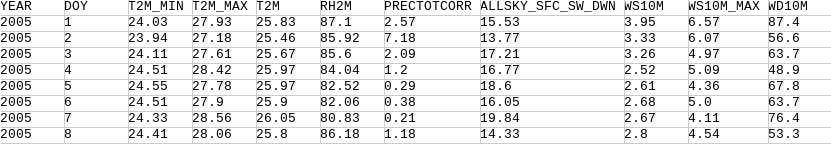 YEAR DOY T2M_MIN T2M_MAX T2M RH2M PRECTOTCORR ALLSKY_SFC_SW_DWN WS10M WS10M_MAX WD10M
2005 1 24.03 27.93 25.83 87.1 2.57 15.53 3.95 6.57 87.4
2005 2 23.94 27.18 25.46 85.92 7.18 13.77 3.33 6.07 56.6
2005 3 24.11 27.61 25.67 85.6 2.09 17.21 3.26 4.97 63.7
2005 4 24.51 28.42 25.97 84.04 1.2 16.77 2.52 5.09 48.9
2005 5 24.55 27.78 25.97 82.52 0.29 18.6 2.61 4.36 67.8
2005 6 24.51 27.9 25.9 82.06 0.38 16.05 2.68 5.0 63.7
2005 7 24.33 28.56 26.05 80.83 0.21 19.84 2.67 4.11 76.4
2005 8 24.41 28.06 25.8 86.18 1.18 14.33 2.8 4.54 53.3